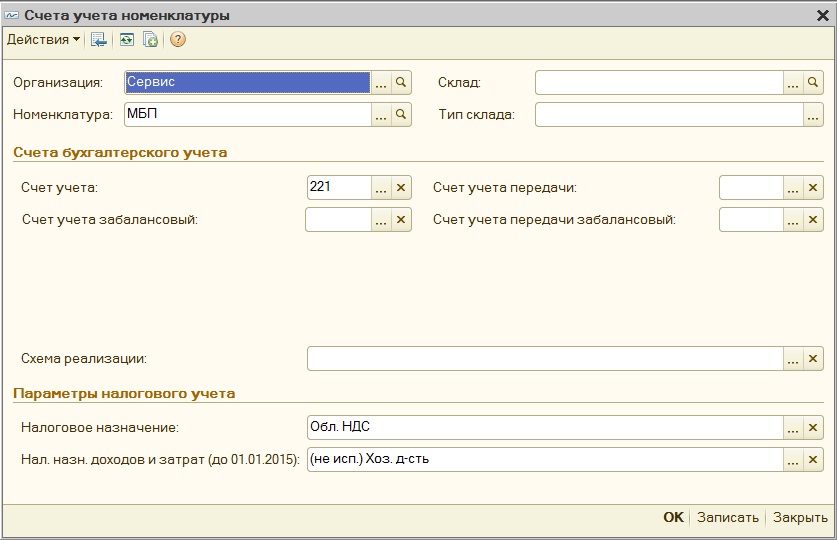 Счета учета номенклатуры
Действия
Организация: Сервис ... Склад: ...
Номенклатура: МБП ... Тип склада: ...
Счета бухгалтерского учета
Счет учета: 221 ... Счет учета передачи: ...
Счет учета забалансовый: ... Счет учета передачи забалансовый: ...
Схема реализации: ...
Параметры налогового учета
Налоговое назначение: Обл. НДС ...
Нал. назн. доходов и затрат (до 01.01.2015): (не исп.) Хоз. д-сть ...
OK Записать Закрыть